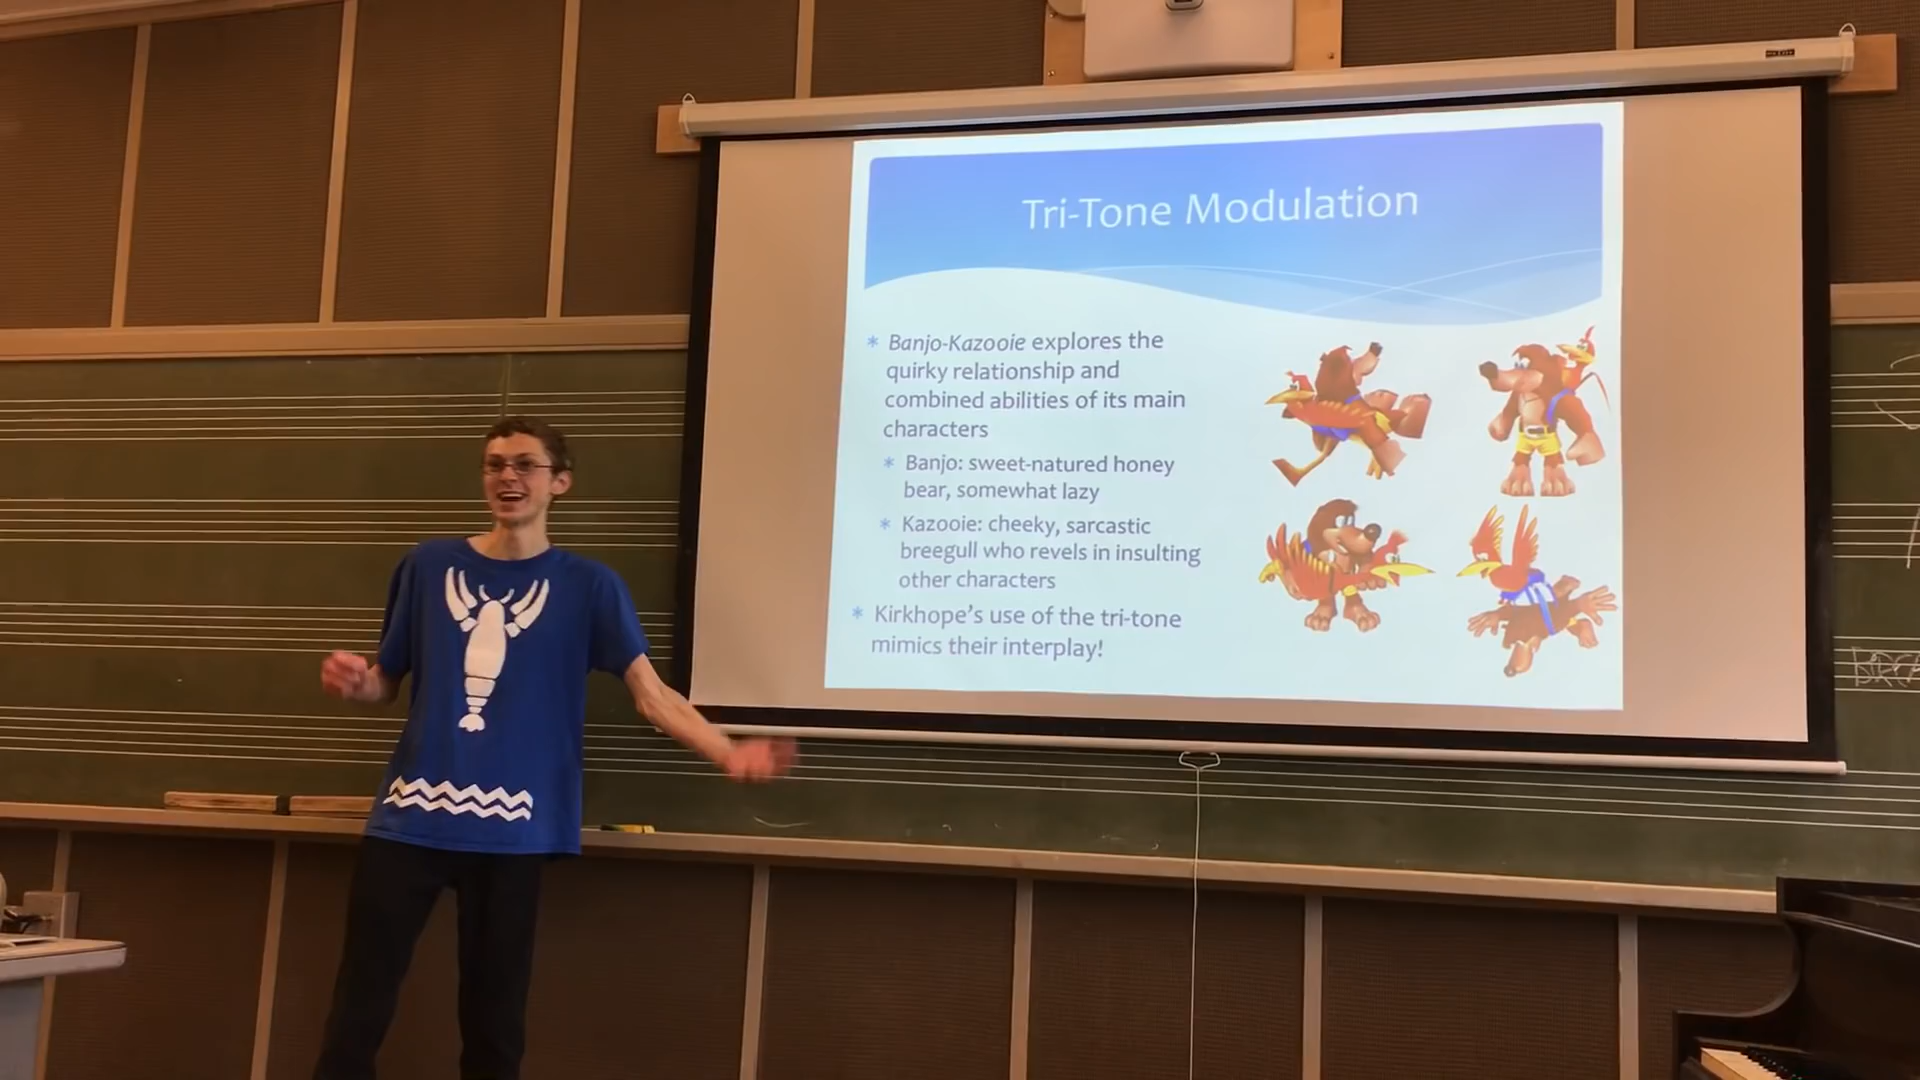 Tri-Tone Modulation
* Banjo-Kazooie explores the
quirky relationship and
combined abilities of its main
characters
* Banjo: sweet-natured honey
bear, somewhat lazy
* Kazooie: cheeky, sarcastic
breegull who revels in insulting
other characters
* Kirkhope’s use of the tri-tone
mimics their interplay!